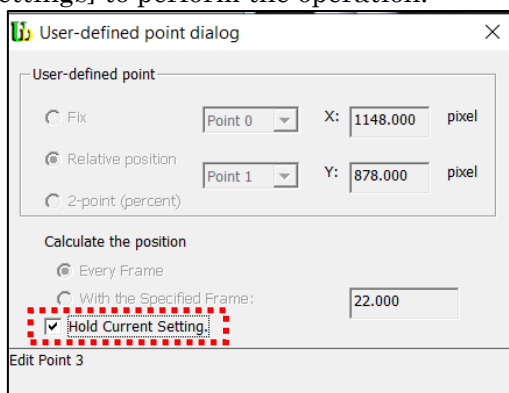 ettings] to perform the operation.
User-defined point dialog
User-defined point
Fix Point 0 X: 1148.000 pixel
Relative position
Point 1 Y: 878.000 pixel
2-point (percent)
Calculate the position
Every Frame
With the Specified Frame: 22.000
Hold Current Setting.
Edit Point 3